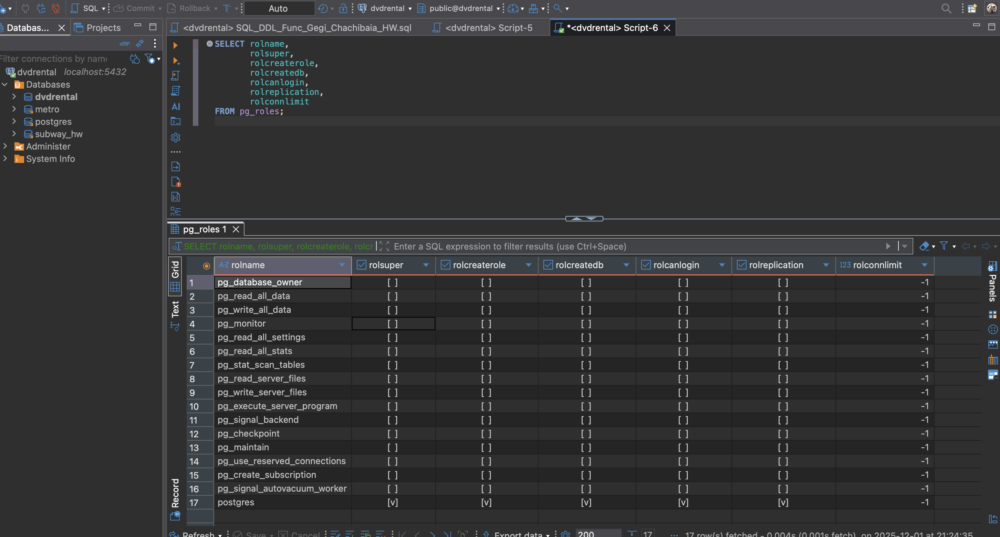 SQL Commit Rollback T Auto dvdrental public@dvdrental
Databas... Projects
<dvdrental> SQL_DDL_Func_Gegi_Chachibaia_HW.sql <dvdrental> Script-5 *<dvdrental> Script-6
Filter connections by name
dvdrental localhost:5432
Databases
dvdrental
metro
postgres
subway_hw
Administer
System Info
AI
SELECT rolname,
rolsuper,
rolcreaterole,
rolcreatedb,
rolcanlogin,
rolreplication,
rolconnlimit
FROM pg_roles;
pg_roles 1
SELECT rolname, rolsuper, rolcreaterole, rolcr Enter a SQL expression to filter results (use Ctrl+Space)
Grid
Text
Record
Panels
A-Z rolname rolsuper rolcreaterole rolcreatedb rolcanlogin rolreplication 123 rolconnlimit
1 pg_database_owner [ ] [ ] [ ] [ ] [ ] -1
2 pg_read_all_data [ ] [ ] [ ] [ ] [ ] -1
3 pg_write_all_data [ ] [ ] [ ] [ ] [ ] -1
4 pg_monitor [ ] [ ] [ ] [ ] [ ] -1
5 pg_read_all_settings [ ] [ ] [ ] [ ] [ ] -1
6 pg_read_all_stats [ ] [ ] [ ] [ ] [ ] -1
7 pg_stat_scan_tables [ ] [ ] [ ] [ ] [ ] -1
8 pg_read_server_files [ ] [ ] [ ] [ ] [ ] -1
9 pg_write_server_files [ ] [ ] [ ] [ ] [ ] -1
10 pg_execute_server_program [ ] [ ] [ ] [ ] [ ] -1
11 pg_signal_backend [ ] [ ] [ ] [ ] [ ] -1
12 pg_checkpoint [ ] [ ] [ ] [ ] [ ] -1
13 pg_maintain [ ] [ ] [ ] [ ] [ ] -1
14 pg_use_reserved_connections [ ] [ ] [ ] [ ] [ ] -1
15 pg_create_subscription [ ] [ ] [ ] [ ] [ ] -1
16 pg_signal_autovacuum_worker [ ] [ ] [ ] [ ] [ ] -1
17 postgres [v] [v] [v] [v] [v] -1
Refresh Save Cancel Export data 200 17 ... 17 row(s) fetched - 0.004s (0.001s fetch), on 2025-12-01 at 21:24:35